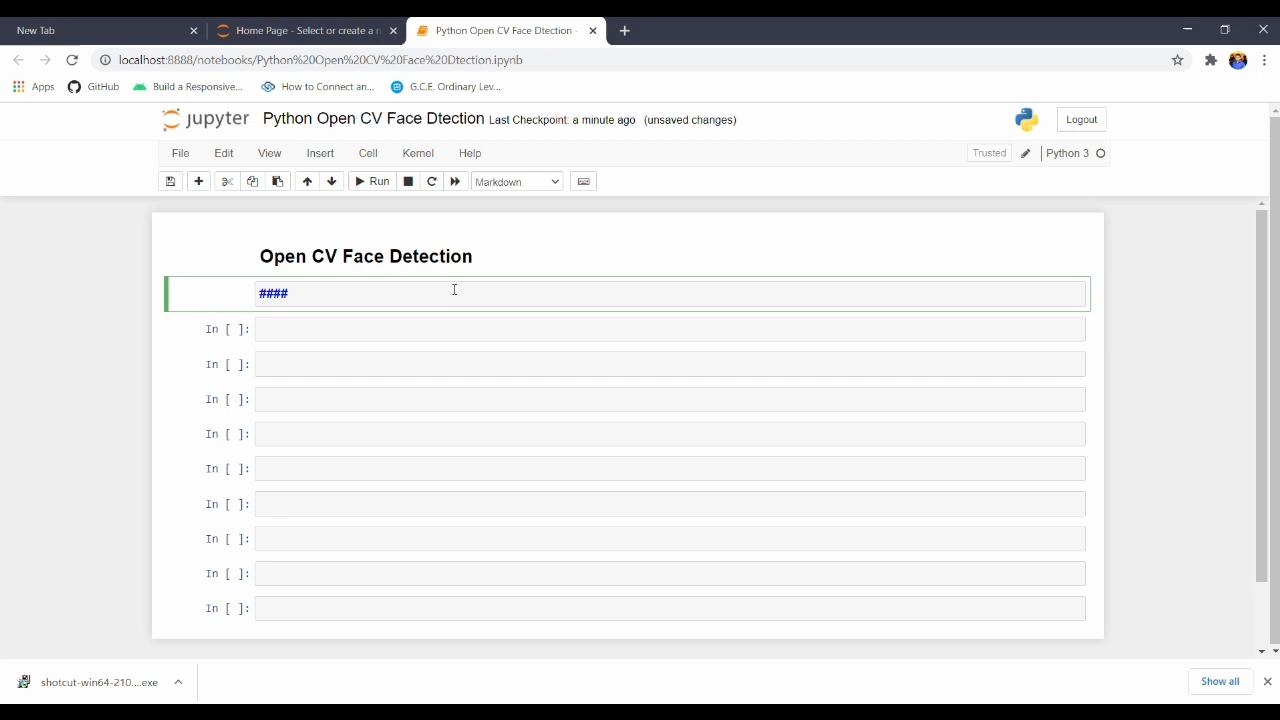 New Tab
Home Page - Select or create a n
Python Open CV Face Dtection -
localhost:8888/notebooks/Python%20Open%20CV%20Face%20Dtection.ipynb
Apps GitHub Build a Responsive... How to Connect an... G.C.E. Ordinary Lev...
jupyter Python Open CV Face Dtection Last Checkpoint: a minute ago (unsaved changes) Logout
File Edit View Insert Cell Kernel Help Trusted Python 3
Run Markdown
Open CV Face Detection
####
In [ ]:
In [ ]:
In [ ]:
In [ ]:
In [ ]:
In [ ]:
In [ ]:
In [ ]:
In [ ]:
shotcut-win64-210....exe Show all